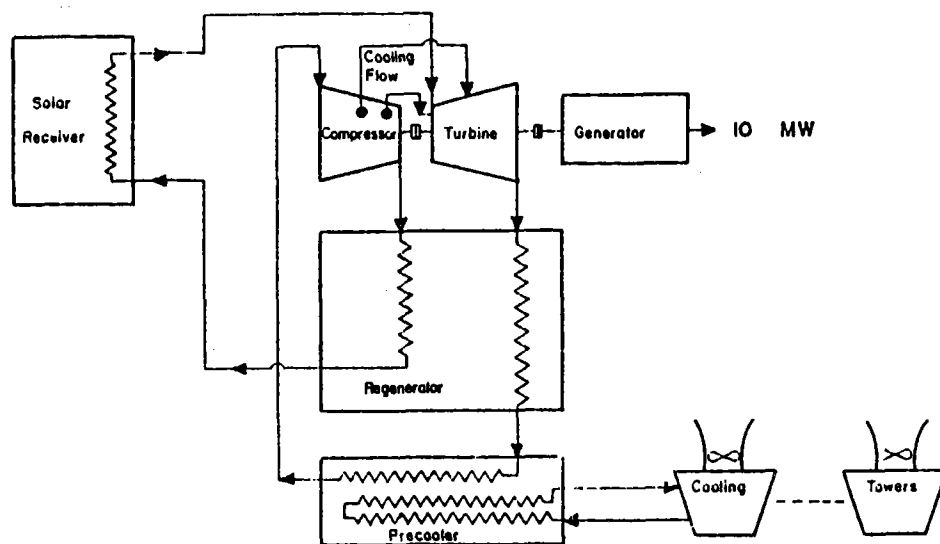 Cooling
Flow
Solar
Receiver
Compressor
Turbine
Generator
10 MW
Regenerator
Cooling
Towers
Precooler